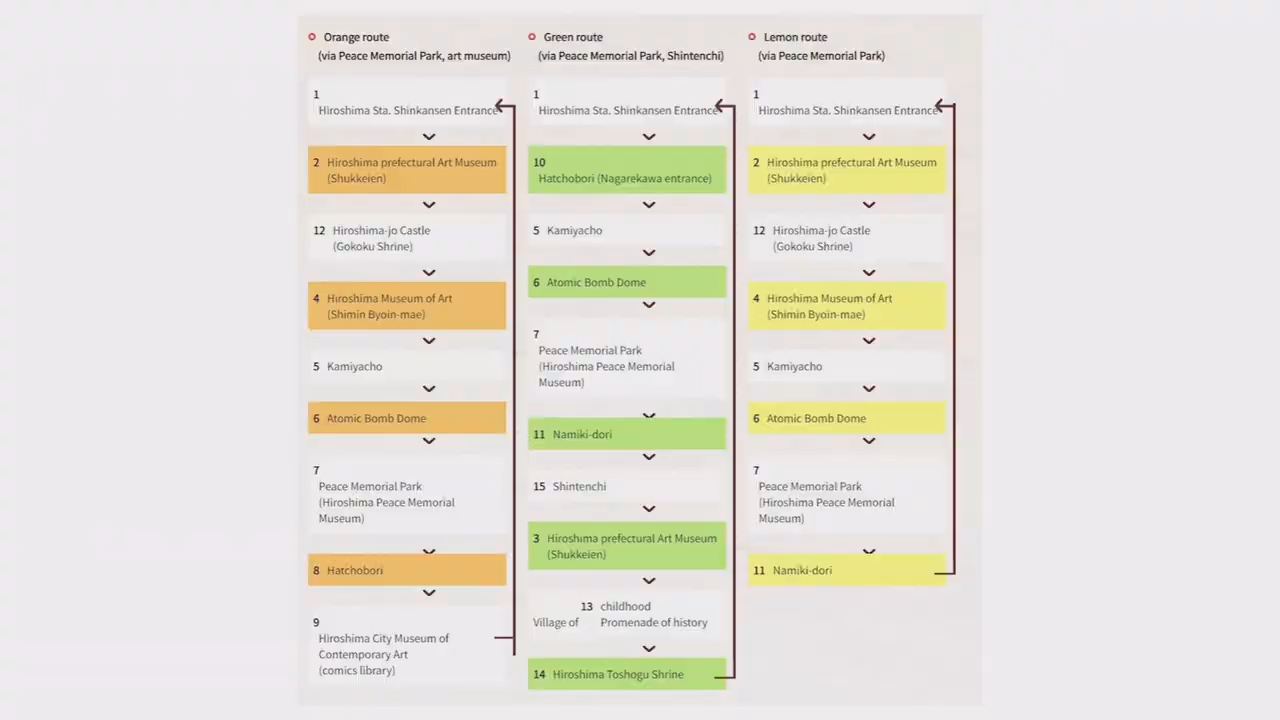 Orange route
(via Peace Memorial Park, art museum)
1
Hiroshima Sta. Shinkansen Entrance
2 Hiroshima prefectural Art Museum
(Shukkeien)
12 Hiroshima-jo Castle
(Gokoku Shrine)
4 Hiroshima Museum of Art
(Shimin Byoin-mae)
5 Kamiyacho
6 Atomic Bomb Dome
7
Peace Memorial Park
(Hiroshima Peace Memorial
Museum)
8 Hatchobori
9
Hiroshima City Museum of
Contemporary Art
(comics library)
Green route
(via Peace Memorial Park, Shintenchi)
1
Hiroshima Sta. Shinkansen Entrance
10
Hatchobori (Nagarekawa entrance)
5 Kamiyacho
6 Atomic Bomb Dome
7
Peace Memorial Park
(Hiroshima Peace Memorial
Museum)
11 Namiki-dori
15 Shintenchi
3 Hiroshima prefectural Art Museum
(Shukkeien)
13 childhood
Village of Promenade of history
14 Hiroshima Toshogu Shrine
Lemon route
(via Peace Memorial Park)
1
Hiroshima Sta. Shinkansen Entrance
2 Hiroshima prefectural Art Museum
(Shukkeien)
12 Hiroshima-jo Castle
(Gokoku Shrine)
4 Hiroshima Museum of Art
(Shimin Byoin-mae)
5 Kamiyacho
6 Atomic Bomb Dome
7
Peace Memorial Park
(Hiroshima Peace Memorial
Museum)
11 Namiki-dori